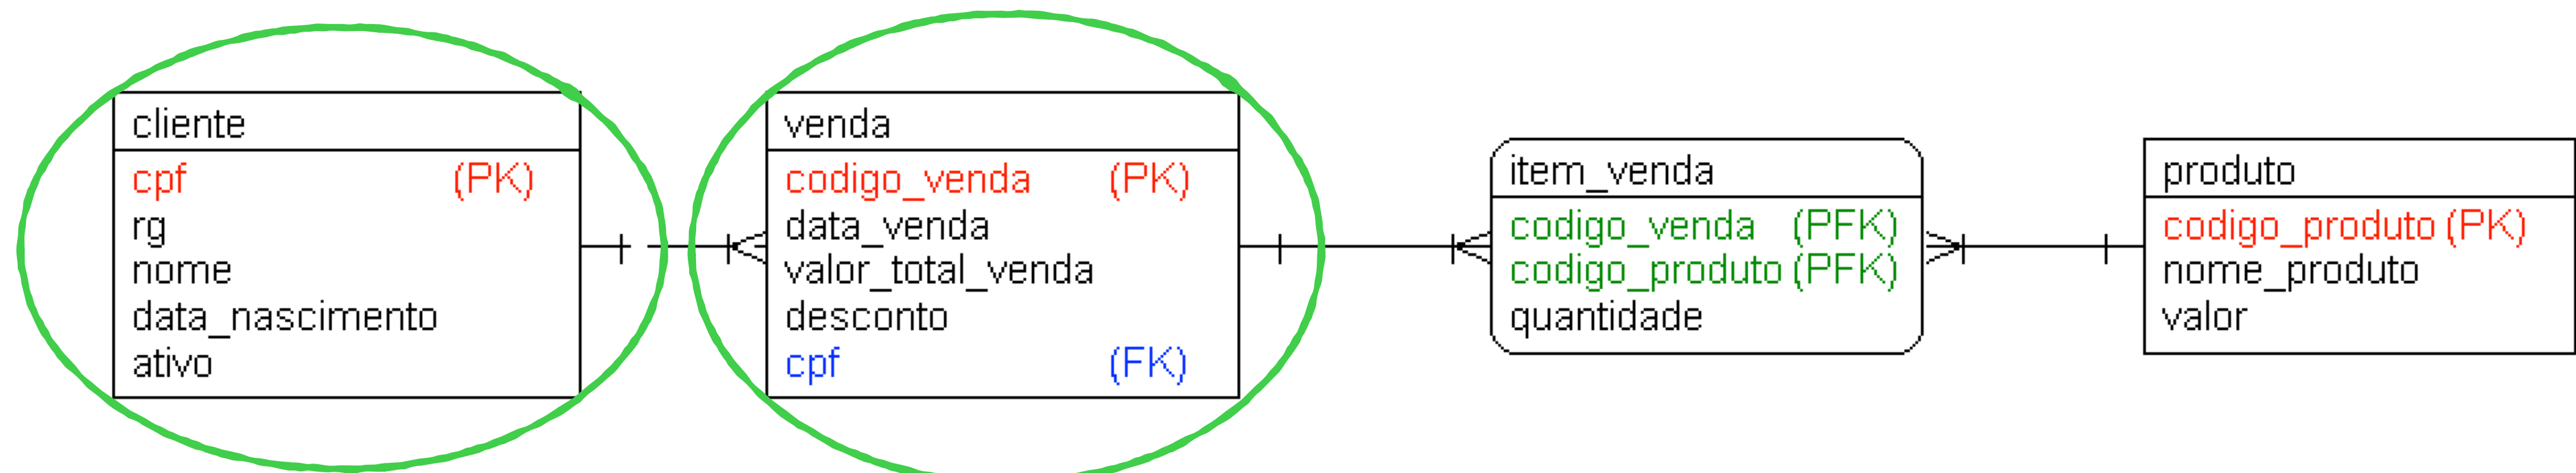 cliente
cpf (PK)
rg
nome
data_nascimento
ativo
venda
codigo_venda (PK)
data_venda
valor_total_venda
desconto
cpf (FK)
item_venda
codigo_venda (PFK)
codigo_produto (PFK)
quantidade
produto
codigo_produto (PK)
nome_produto
valor